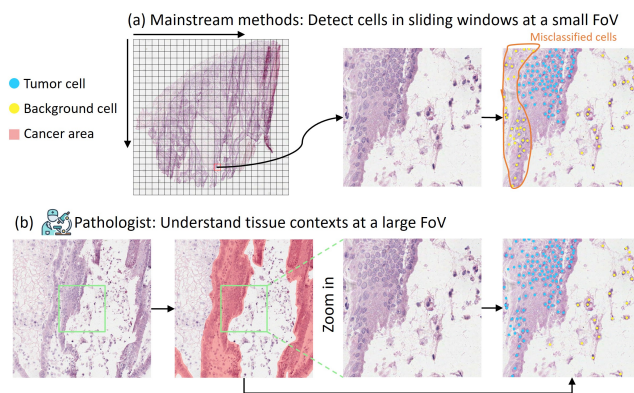 (a) Mainstream methods: Detect cells in sliding windows at a small FoV
Misclassified cells
Tumor cell
Background cell
Cancer area
(b) Pathologist: Understand tissue contexts at a large FoV
Zoom in